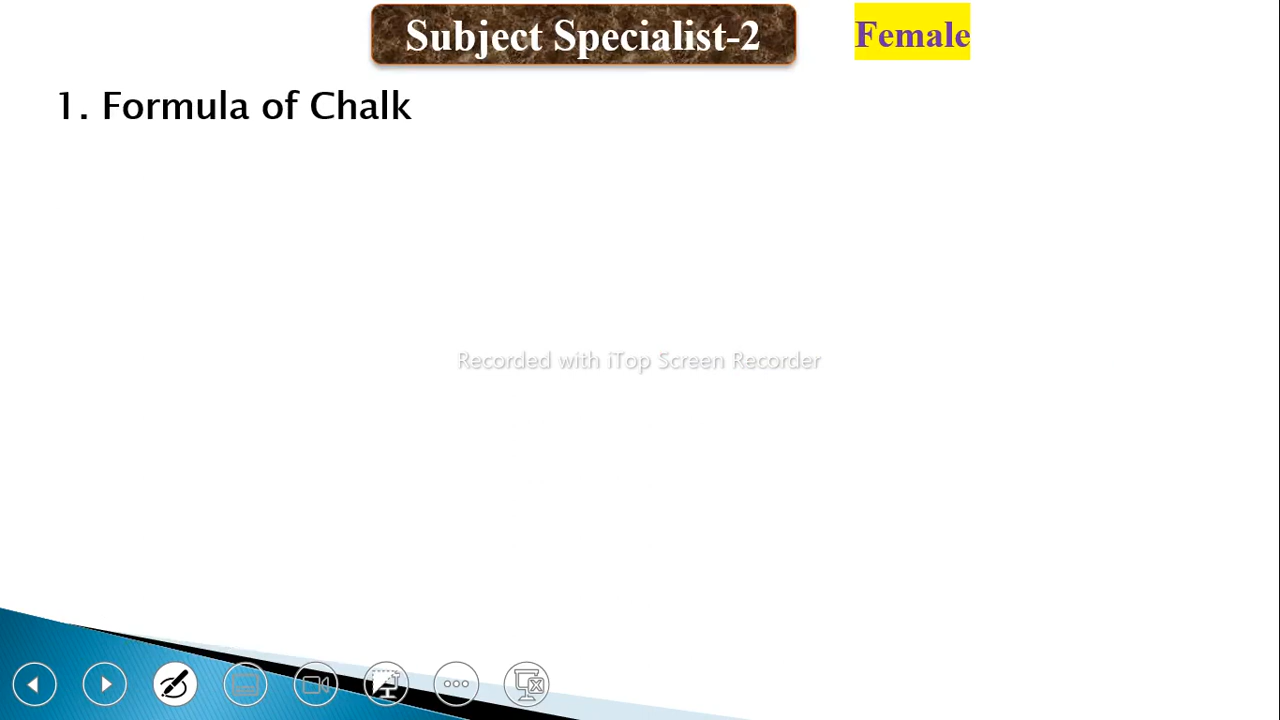 Subject Specialist-2
Female
1. Formula of Chalk
Recorded with iTop Screen Recorder